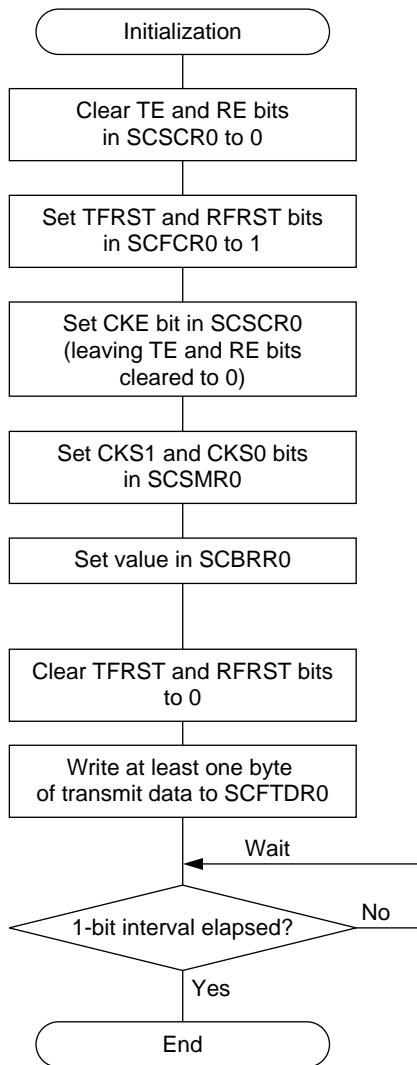 Initialization
Clear TE and RE bits
in SCSCR0 to 0
Set TFRST and RFRST bits
in SCFCR0 to 1
Set CKE bit in SCSCR0
(leaving TE and RE bits
cleared to 0)
Set CKS1 and CKS0 bits
in SCSMR0
Set value in SCBRR0
Clear TFRST and RFRST bits
to 0
Write at least one byte
of transmit data to SCFTDR0
Wait
1-bit interval elapsed?
No
Yes
End